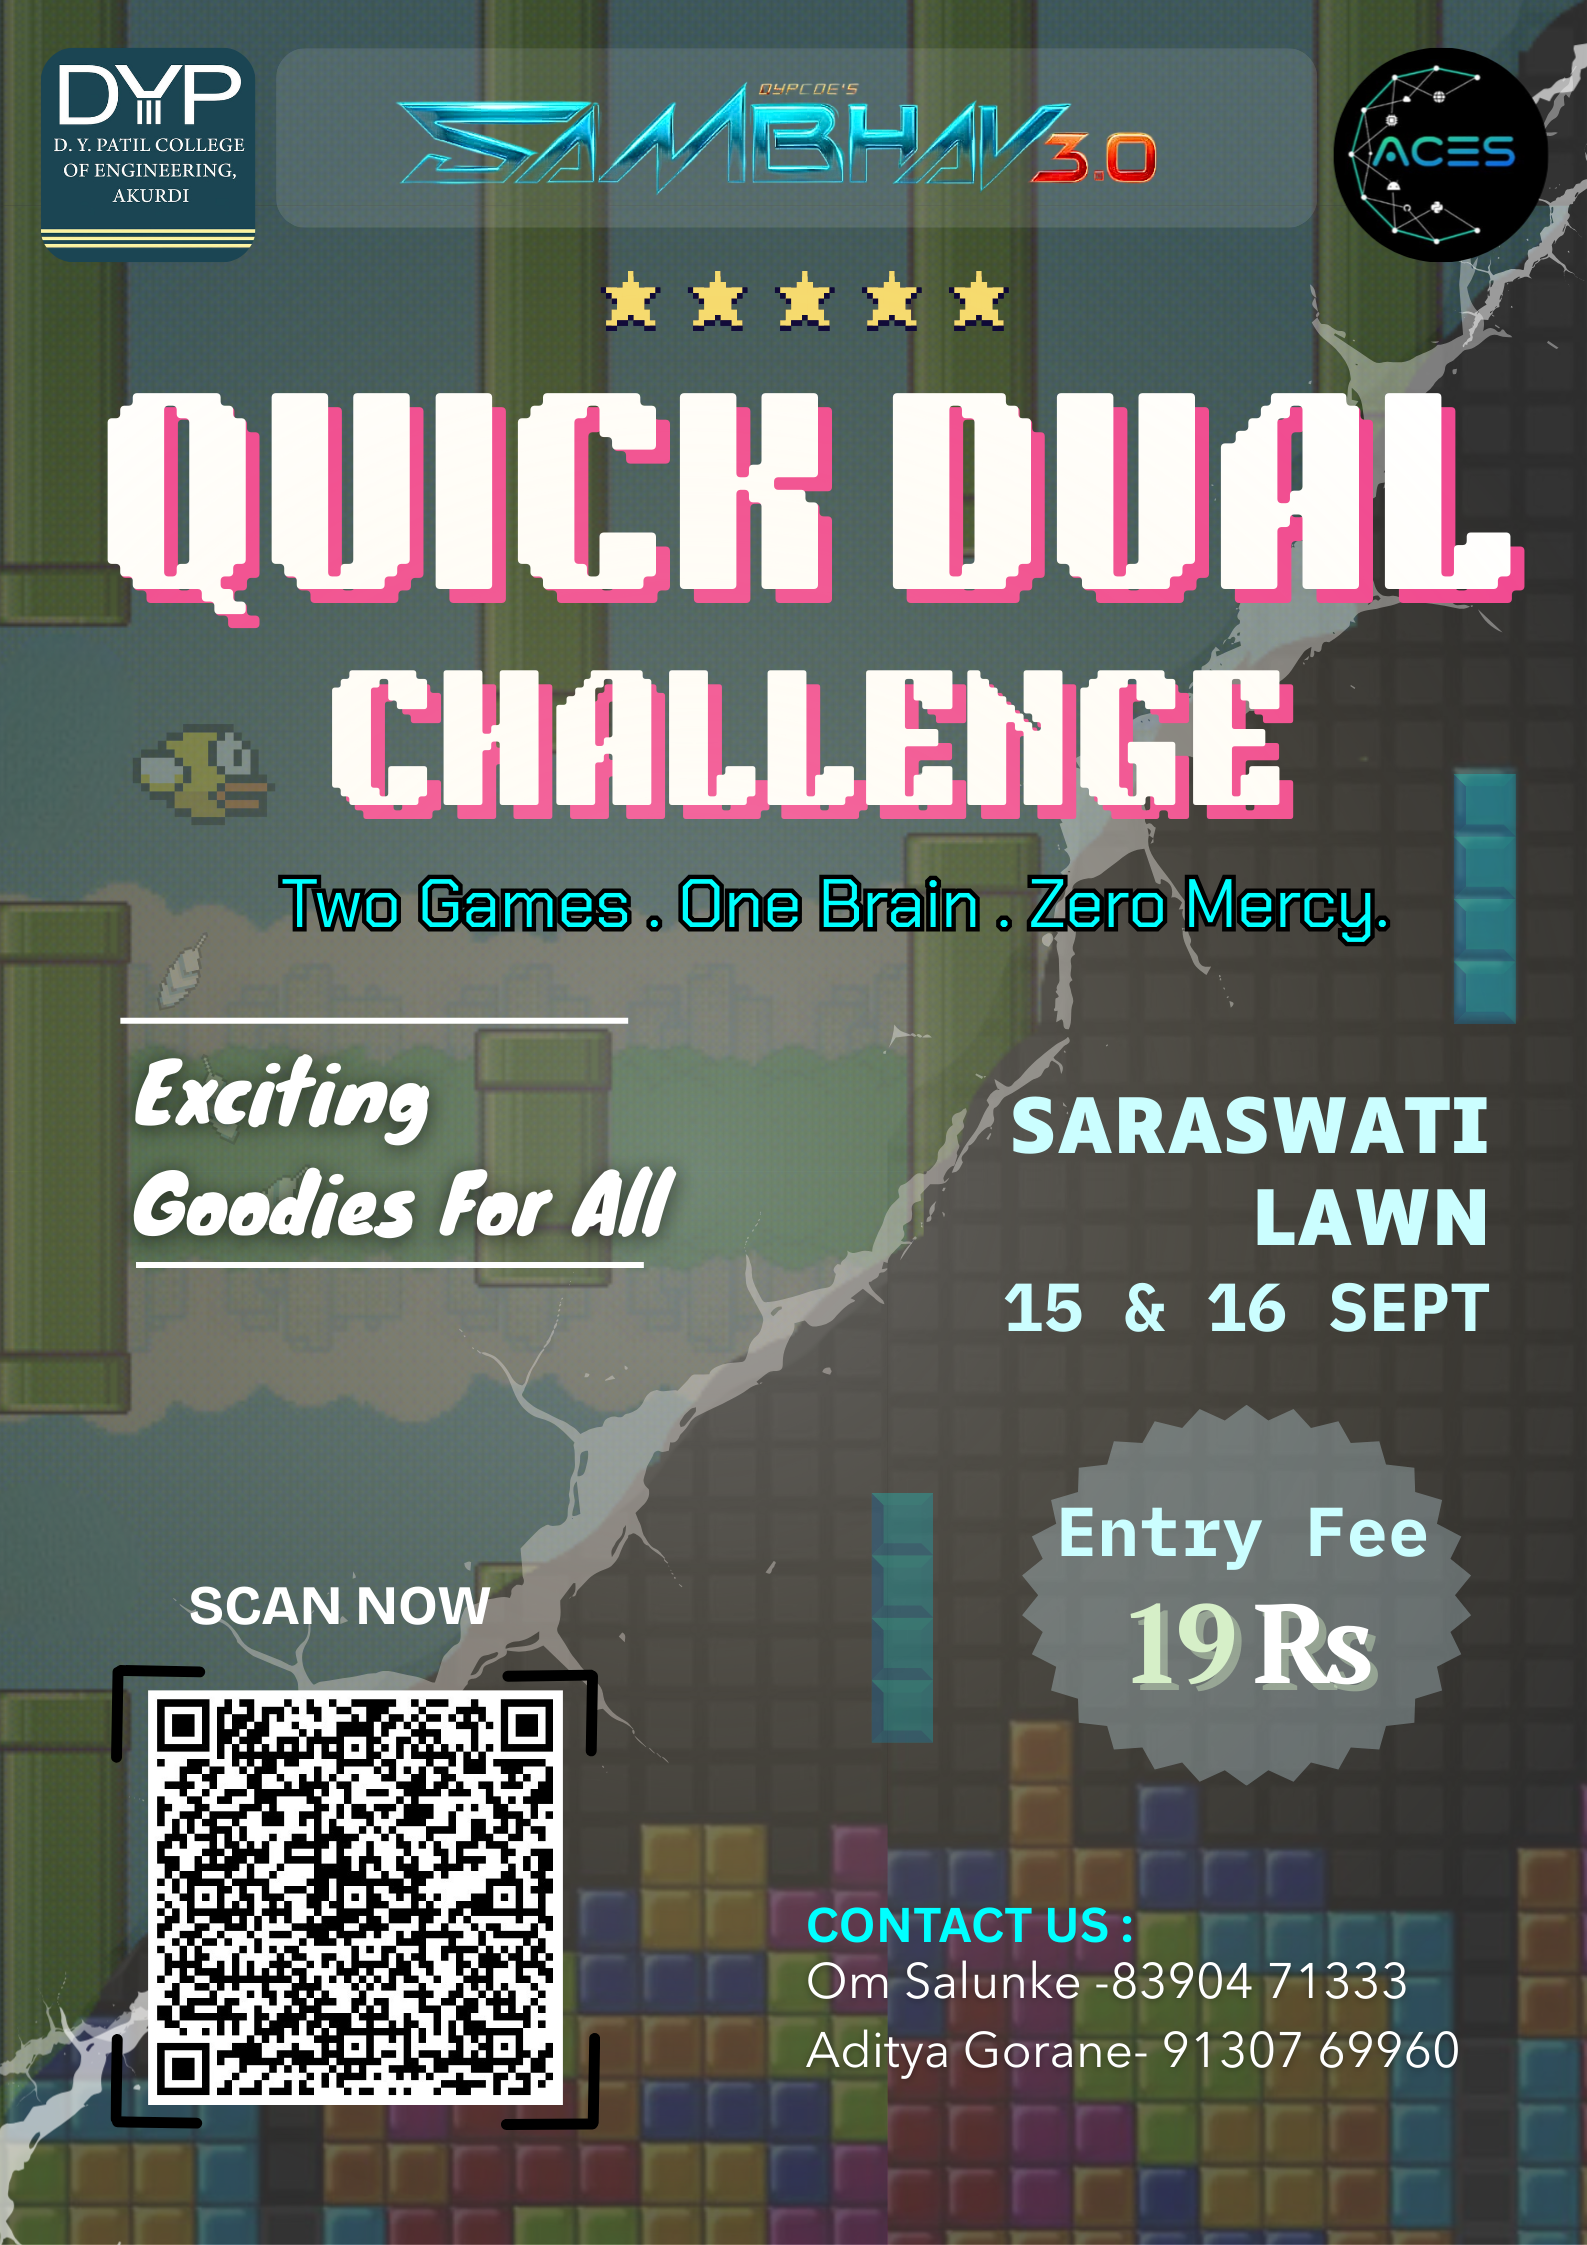 DYP
D. Y. PATIL COLLEGE
OF ENGINEERING,
AKURDI
DYPCOE'S
SAMBHAV 3.0
ACES
QUICK DUAL
CHALLENGE
Two Games . One Brain . Zero Mercy.
Exciting
Goodies For All
SARASWATI
LAWN
15 & 16 SEPT
Entry Fee
19 Rs
SCAN NOW
CONTACT US :
Om Salunke -83904 71333
Aditya Gorane- 91307 69960